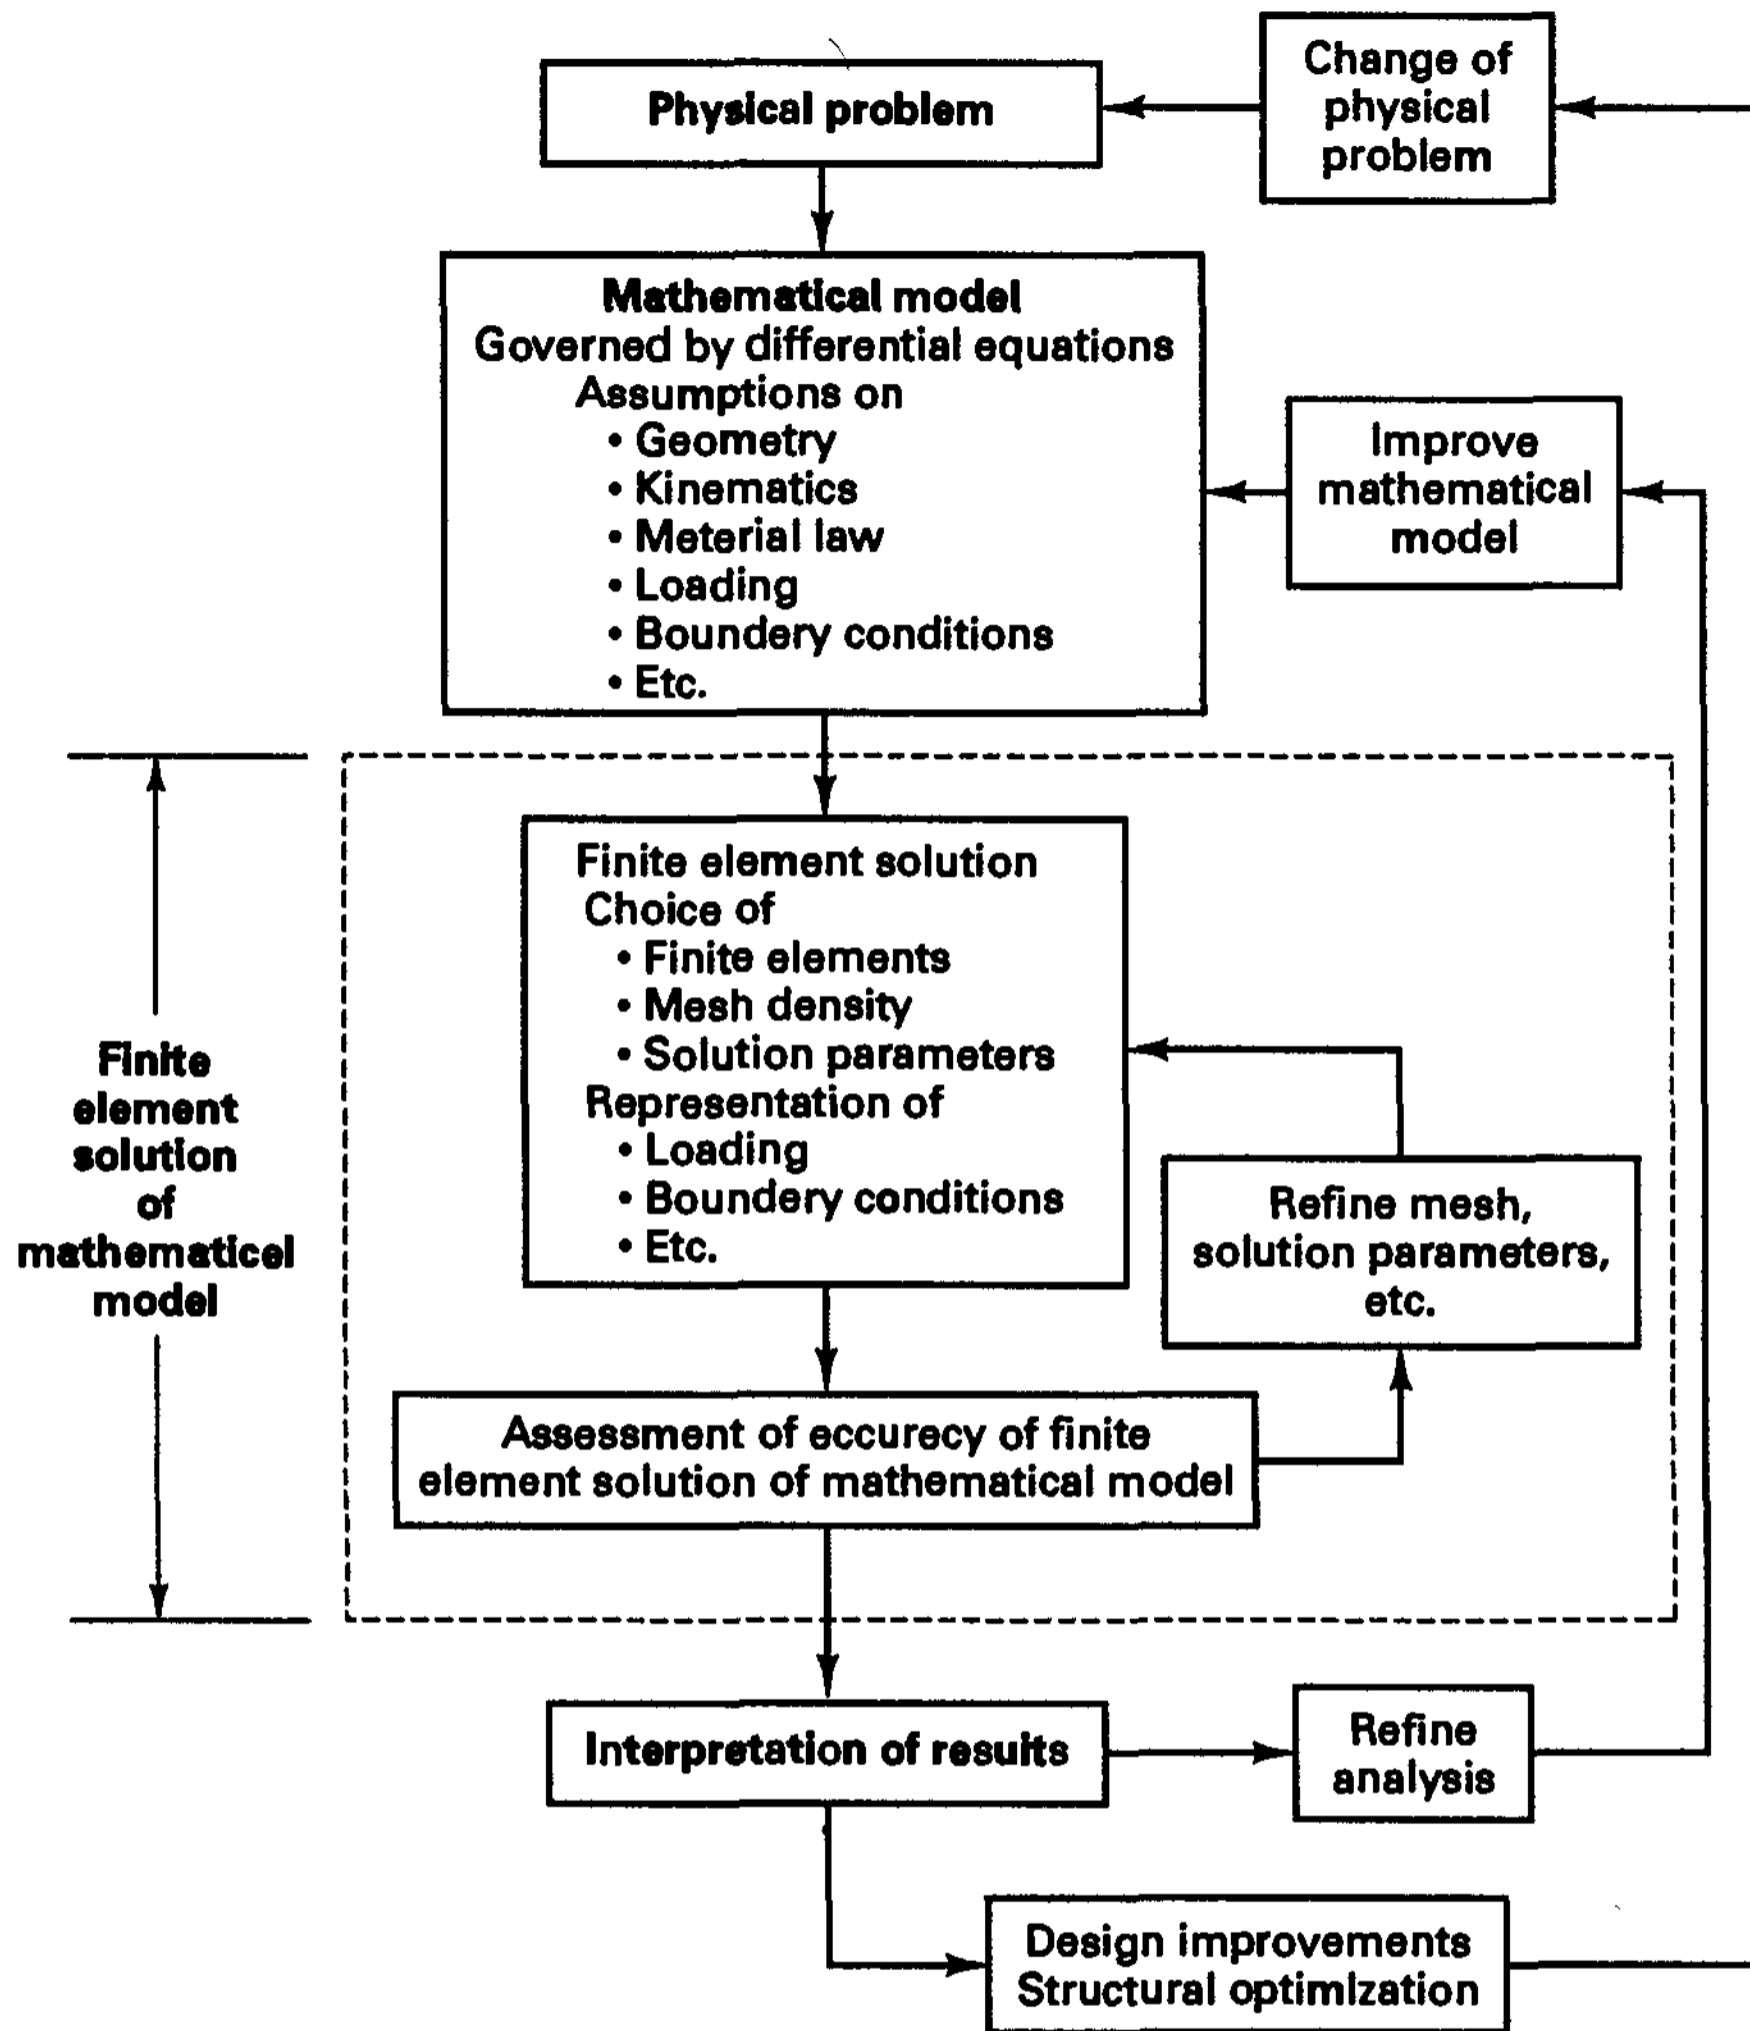 Physical problem
Change of
physical
problem
Mathematical model
Governed by differential equations
Assumptions on
• Geometry
• Kinematics
• Meterial law
• Loading
• Boundery conditions
• Etc.
Improve
mathematical
model
Finite
element
solution
of
mathematicel
model
Finite element solution
Choice of
• Finite elements
• Mesh density
• Solution parameters
Representation of
• Loading
• Boundery conditions
• Etc.
Refine mesh,
solution parameters,
etc.
Assessment of eccurecy of finite
element solution of mathematical model
Interpretation of resuits
Refine
analysis
Design improvements
Structural optimization